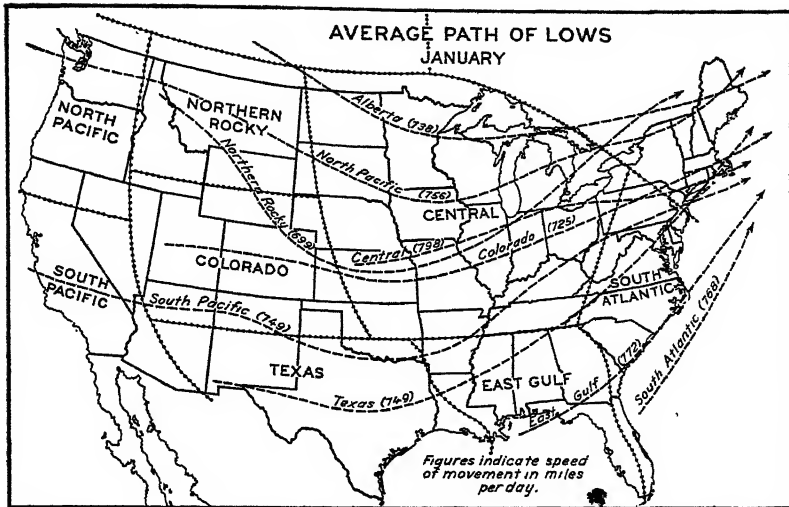 AVERAGE PATH OF LOWS
JANUARY
NORTH
PACIFIC
NORTHERN
ROCKY
Alberta (738)
Northern Rocky (699)
North Pacific (756)
CENTRAL
Central (798)
Colorado (725)
COLORADO
SOUTH
PACIFIC
South Pacific (749)
SOUTH
ATLANTIC
TEXAS
Texas (749)
EAST GULF
East Gulf (772)
South Atlantic (768)
Figures indicate speed
of movement in miles
per day.